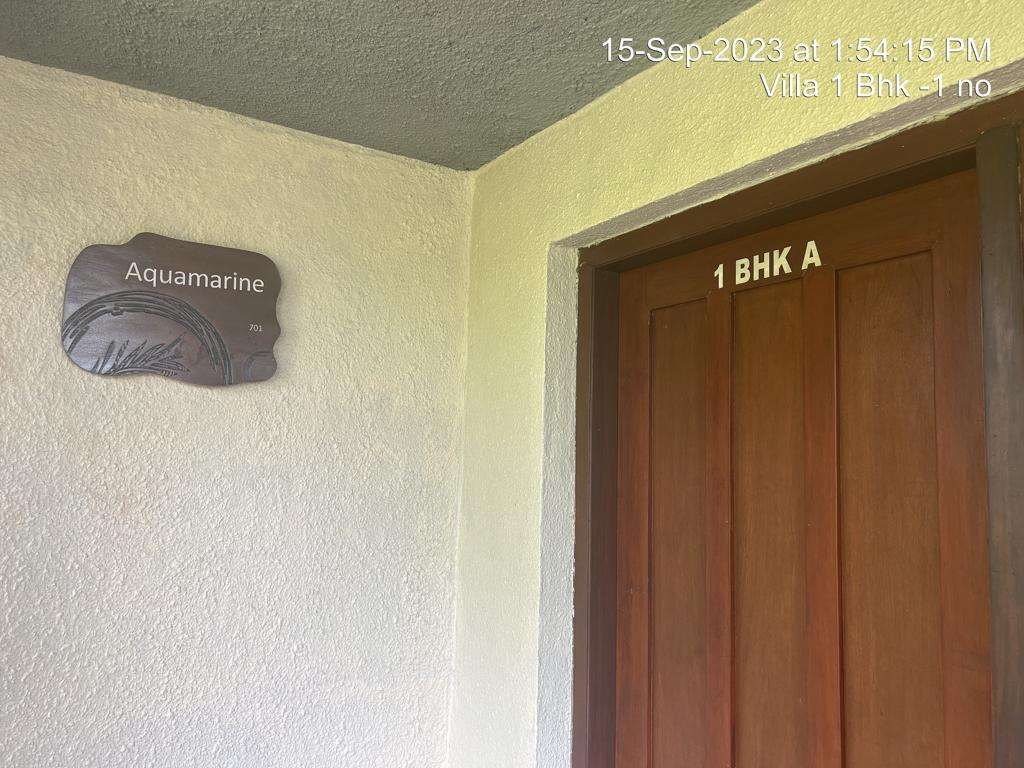 15-Sep-2023 at 1:54:15 PM
Villa 1 Bhk -1 no
Aquamarine
701
1 BHK A